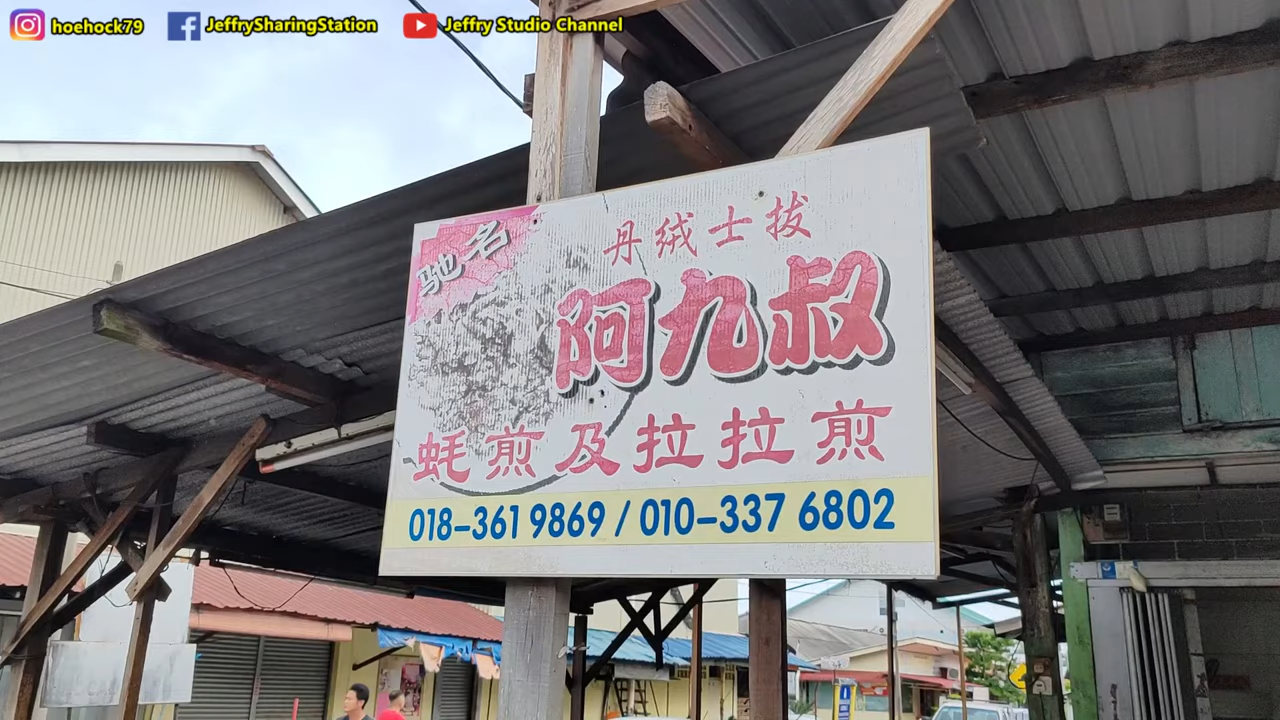 hoehock79 JeffrySharingStation Jeffry Studio Channel
驰名
丹绒士拔
阿九叔
蚝煎及拉拉煎
018-361 9869 / 010-337 6802